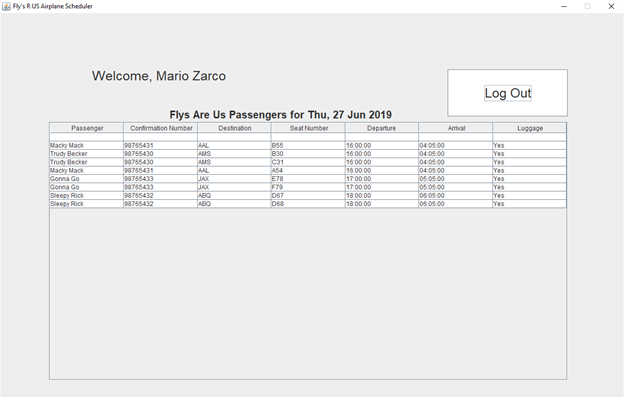 Fly's R US Airplane Scheduler
Welcome, Mario Zarco
Log Out
Flys Are Us Passengers for Thu, 27 Jun 2019
Passenger Confirmation Number Destination Seat Number Departure Arrival Luggage
Macky Mack 98765431 AAL B55 16:00:00 04:05:00 Yes
Trudy Becker 98765430 AMS B30 16:00:00 04:05:00 Yes
Trudy Becker 98765430 AMS C31 16:00:00 04:05:00 Yes
Macky Mack 98765431 AAL A54 16:00:00 04:05:00 Yes
Gonna Go 98765433 JAX E78 17:00:00 05:05:00 Yes
Gonna Go 98765433 JAX F79 17:00:00 05:05:00 Yes
Sleepy Rick 98765432 ABQ D67 18:00:00 06:05:00 Yes
Sleepy Rick 98765432 ABQ D68 18:00:00 06:05:00 Yes